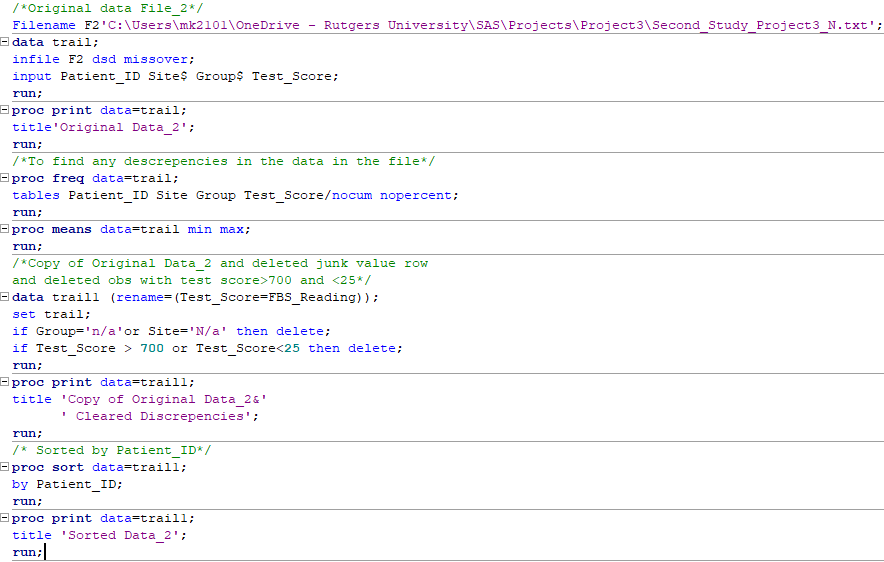 /*Original data File_2*/
Filename F2'C:\Users\mk2101\OneDrive - Rutgers University\SAS\Projects\Project3\Second_Study_Project3_N.txt';
data trail;
infile F2 dsd missover;
input Patient_ID Site$ Group$ Test_Score;
run;
proc print data=trail;
title'Original Data_2';
run;
/*To find any descrepencies in the data in the file*/
proc freq data=trail;
tables Patient_ID Site Group Test_Score/nocum nopercent;
run;
proc means data=trail min max;
run;
/*Copy of Original Data_2 and deleted junk value row
and deleted obs with test score>700 and <25*/
data trail1 (rename=(Test_Score=FBS_Reading));
set trail;
if Group='n/a'or Site='N/a' then delete;
if Test_Score > 700 or Test_Score<25 then delete;
run;
proc print data=trail1;
title 'Copy of Original Data_2&'
' Cleared Discrepencies';
run;
/* Sorted by Patient_ID*/
proc sort data=trail1;
by Patient_ID;
run;
proc print data=trail1;
title 'Sorted Data_2';
run;